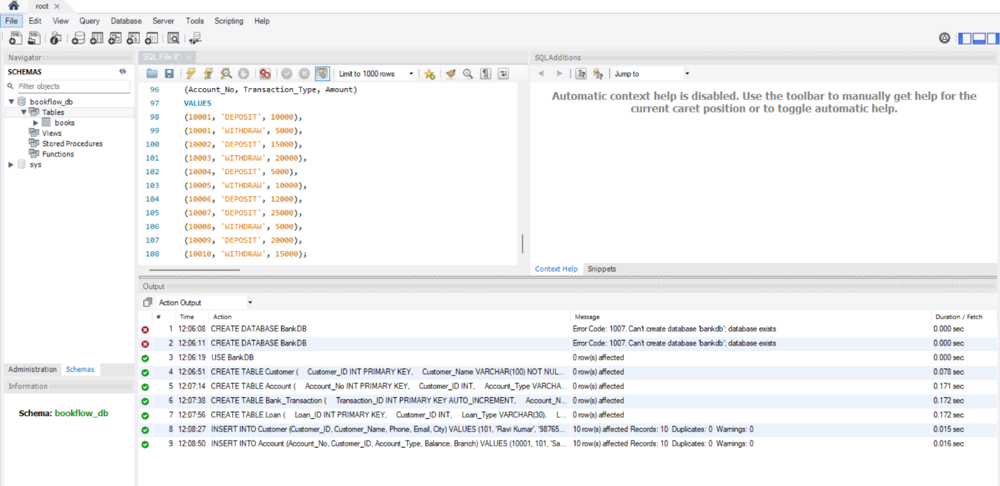 root
File Edit View Query Database Server Tools Scripting Help
Navigator
SCHEMAS
Filter objects
bookflow_db
Tables
books
Views
Stored Procedures
Functions
sys
Administration Schemas
Information
Schema: bookflow_db
SQL File 8*
Limit to 1000 rows
96 (Account_No, Transaction_Type, Amount)
97 VALUES
98 (10001, 'DEPOSIT', 10000),
99 (10001, 'WITHDRAW', 5000),
100 (10002, 'DEPOSIT', 15000),
101 (10003, 'WITHDRAW', 20000),
102 (10004, 'DEPOSIT', 5000),
103 (10005, 'WITHDRAW', 10000),
104 (10006, 'DEPOSIT', 12000),
105 (10007, 'DEPOSIT', 25000),
106 (10008, 'WITHDRAW', 5000),
107 (10009, 'DEPOSIT', 20000),
108 (10010, 'WITHDRAW', 15000);
SQLAdditions
Jump to
Automatic context help is disabled. Use the toolbar to manually get help for the
current caret position or to toggle automatic help.
Context Help Snippets
Output
Action Output
# Time Action Message Duration / Fetch
1 12:06:08 CREATE DATABASE BankDB Error Code: 1007. Can't create database 'bankdb'; database exists 0.000 sec
2 12:06:11 CREATE DATABASE BankDB Error Code: 1007. Can't create database 'bankdb'; database exists 0.000 sec
3 12:06:19 USE BankDB 0 row(s) affected 0.000 sec
4 12:06:51 CREATE TABLE Customer ( Customer_ID INT PRIMARY KEY, Customer_Name VARCHAR(100) NOT NUL... 0 row(s) affected 0.078 sec
5 12:07:14 CREATE TABLE Account ( Account_No INT PRIMARY KEY, Customer_ID INT, Account_Type VARCHA... 0 row(s) affected 0.171 sec
6 12:07:38 CREATE TABLE Bank_Transaction ( Transaction_ID INT PRIMARY KEY AUTO_INCREMENT, Account_N... 0 row(s) affected 0.172 sec
7 12:07:56 CREATE TABLE Loan ( Loan_ID INT PRIMARY KEY, Customer_ID INT, Loan_Type VARCHAR(30), L... 0 row(s) affected 0.172 sec
8 12:08:27 INSERT INTO Customer (Customer_ID, Customer_Name, Phone, Email, City) VALUES (101, 'Ravi Kumar', '98765... 10 row(s) affected Records: 10 Duplicates: 0 Warnings: 0 0.015 sec
9 12:08:50 INSERT INTO Account (Account_No, Customer_ID, Account_Type, Balance, Branch) VALUES (10001, 101, 'Sa... 10 row(s) affected Records: 10 Duplicates: 0 Warnings: 0 0.016 sec